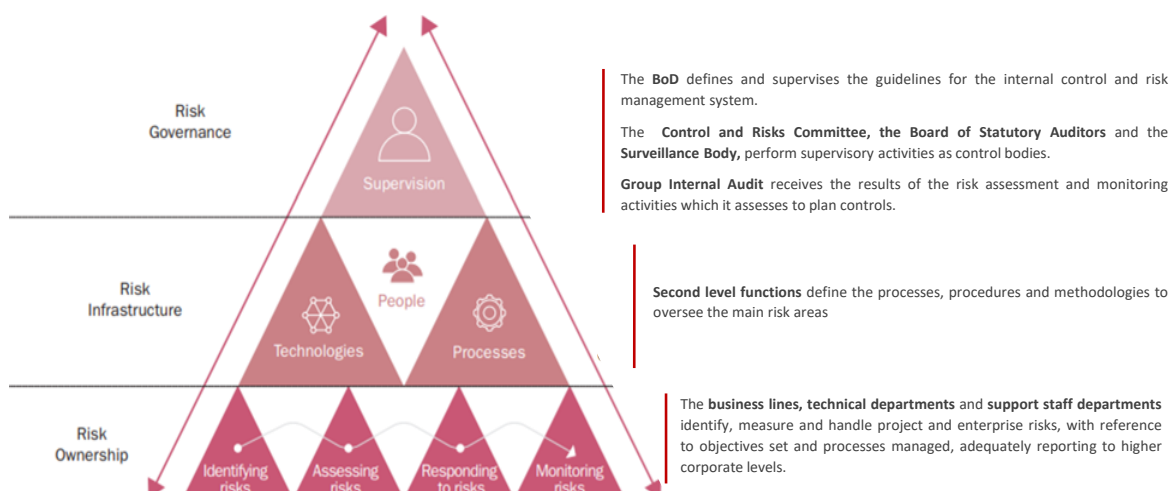 Risk
Governance
Supervision
The BoD defines and supervises the guidelines for the internal control and risk
management system.
The Control and Risks Committee, the Board of Statutory Auditors and the
Surveillance Body, perform supervisory activities as control bodies.
Group Internal Audit receives the results of the risk assessment and monitoring
activities which it assesses to plan controls.
Risk
Infrastructure
People
Technologies
Processes
Second level functions define the processes, procedures and methodologies to
oversee the main risk areas
Risk
Ownership
Identifying
risks
Assessing
risks
Responding
to risks
Monitoring
risks
The business lines, technical departments and support staff departments
identify, measure and handle project and enterprise risks, with reference
to objectives set and processes managed, adequately reporting to higher
corporate levels.